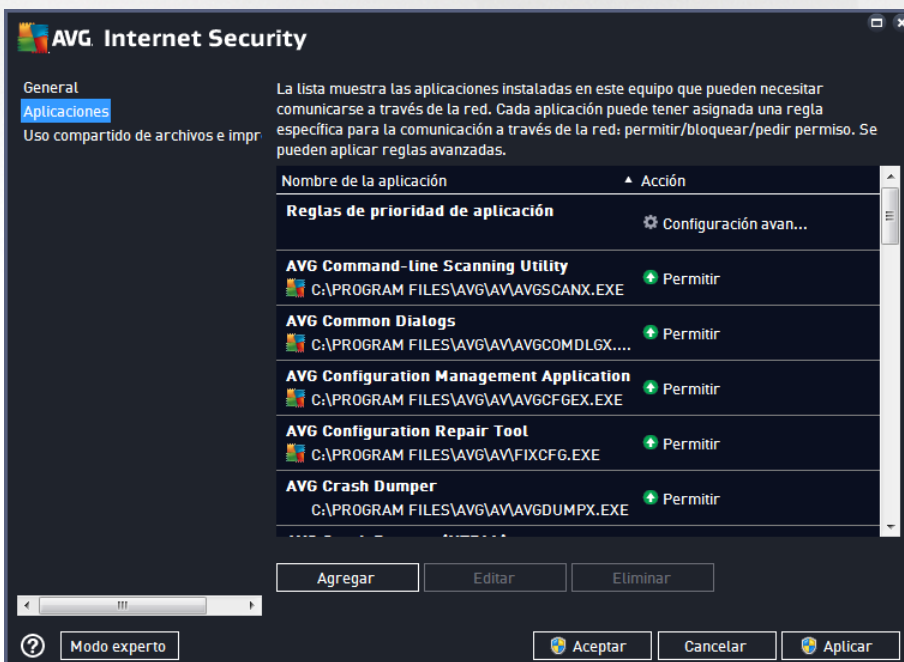 AVG. Internet Security
General
Aplicaciones
Uso compartido de archivos e impr
La lista muestra las aplicaciones instaladas en este equipo que pueden necesitar
comunicarse a través de la red. Cada aplicación puede tener asignada una regla
específica para la comunicación a través de la red: permitir/bloquear/pedir permiso. Se
pueden aplicar reglas avanzadas.
Nombre de la aplicación Acción
Reglas de prioridad de aplicación
Configuración avan...
AVG Command-line Scanning Utility
C:\PROGRAM FILES\AVG\AV\AVGSCANX.EXE
Permitir
AVG Common Dialogs
C:\PROGRAM FILES\AVG\AV\AVGCOMDLGX....
Permitir
AVG Configuration Management Application
C:\PROGRAM FILES\AVG\AV\AVGCFGEX.EXE
Permitir
AVG Configuration Repair Tool
C:\PROGRAM FILES\AVG\AV\FIXCFG.EXE
Permitir
AVG Crash Dumper
C:\PROGRAM FILES\AVG\AV\AVGDUMPX.EXE
Permitir
Agregar Editar Eliminar
Modo experto Aceptar Cancelar Aplicar